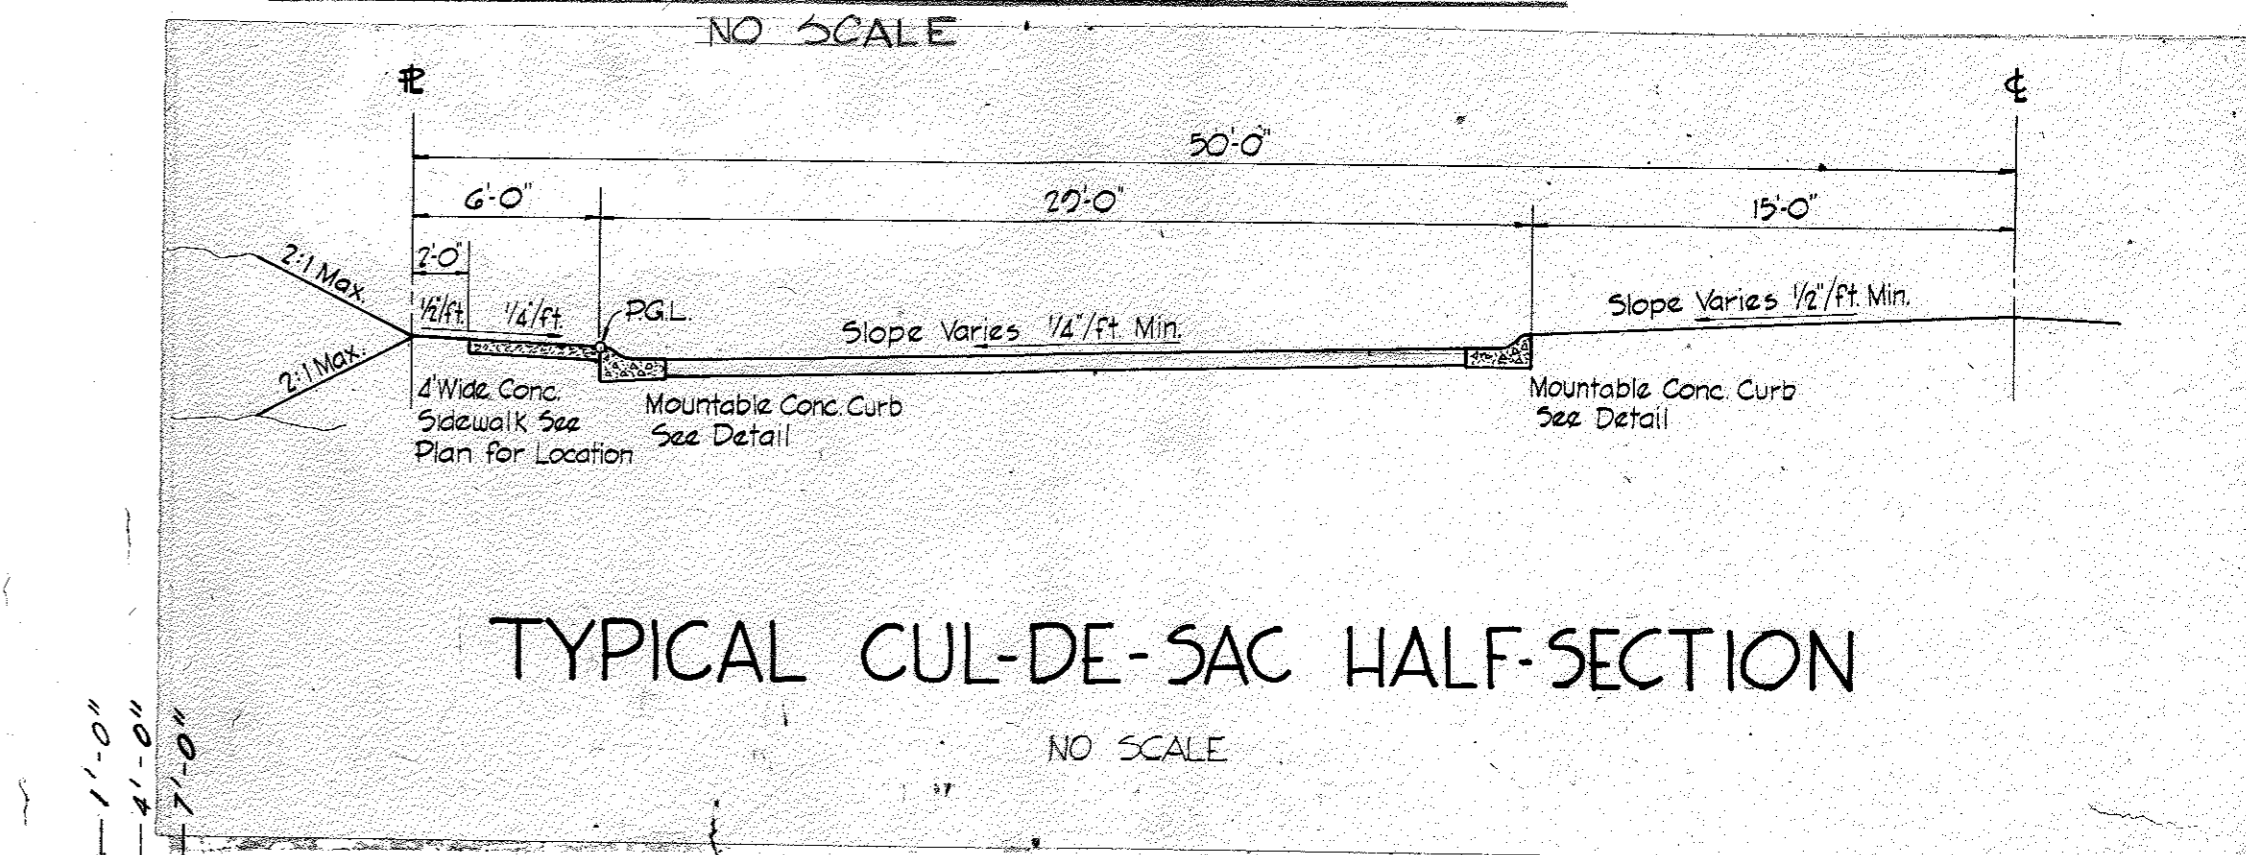 NO SCALE
PL
CL
50'-0"
6'-0"
29'-0"
15'-0"
2'-0"
2:1 Max.
1/2"/ft.
1/4"/ft.
P.G.L.
Slope Varies 1/4"/ft. Min.
Slope Varies 1/2"/ft. Min.
2:1 Max.
4' Wide Conc.
Sidewalk See
Plan for Location
Mountable Conc. Curb
See Detail
Mountable Conc. Curb
See Detail
TYPICAL CUL-DE-SAC HALF-SECTION
NO SCALE
1'-0"
4'-0"
7'-0"